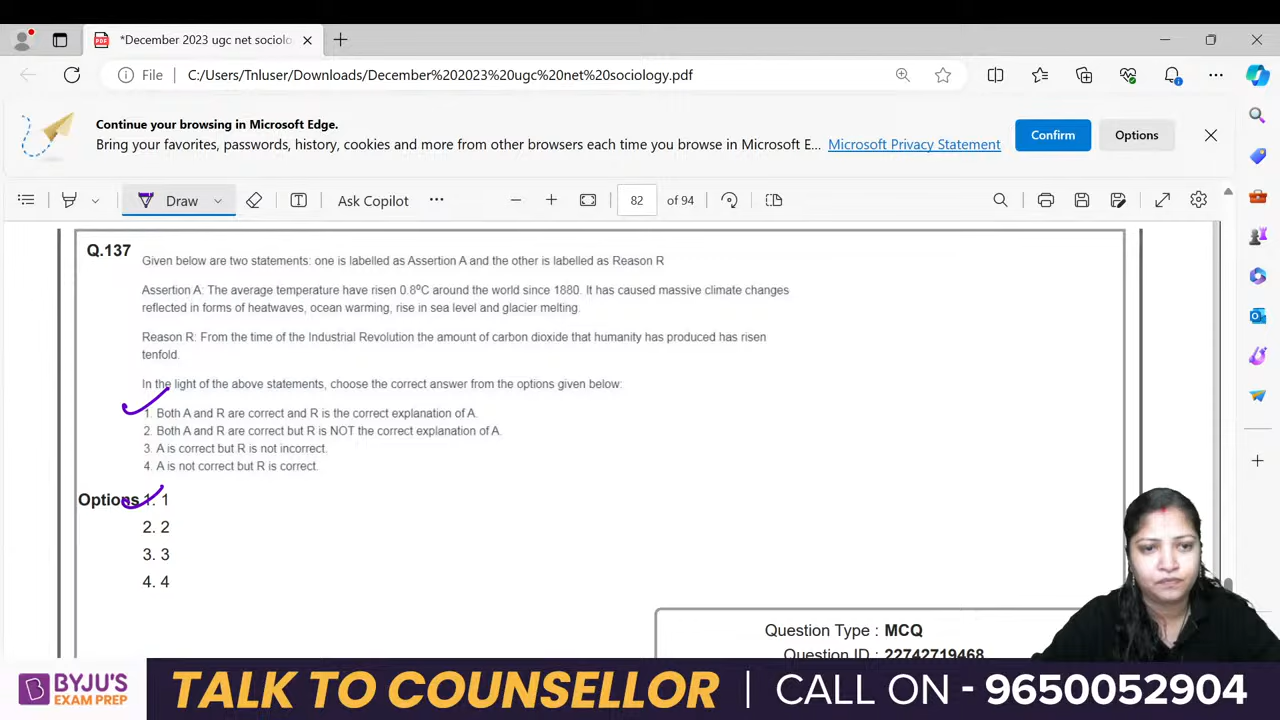 *December 2023 ugc net sociolo
File C:/Users/Tnluser/Downloads/December%202023%20ugc%20net%20sociology.pdf
Continue your browsing in Microsoft Edge.
Bring your favorites, passwords, history, cookies and more from other browsers each time you browse in Microsoft E... Microsoft Privacy Statement
Confirm Options
Draw Ask Copilot 82 of 94
Q.137
Given below are two statements: one is labelled as Assertion A and the other is labelled as Reason R
Assertion A: The average temperature have risen 0.8⁰C around the world since 1880. It has caused massive climate changes
reflected in forms of heatwaves, ocean warming, rise in sea level and glacier melting.
Reason R: From the time of the Industrial Revolution the amount of carbon dioxide that humanity has produced has risen
tenfold.
In the light of the above statements, choose the correct answer from the options given below:
1. Both A and R are correct and R is the correct explanation of A.
2. Both A and R are correct but R is NOT the correct explanation of A.
3. A is correct but R is not incorrect.
4. A is not correct but R is correct.
Options 1. 1
2. 2
3. 3
4. 4
Question Type : MCQ
Question ID : 22742719468
BYJU'S
EXAM PREP
TALK TO COUNSELLOR | CALL ON - 9650052904